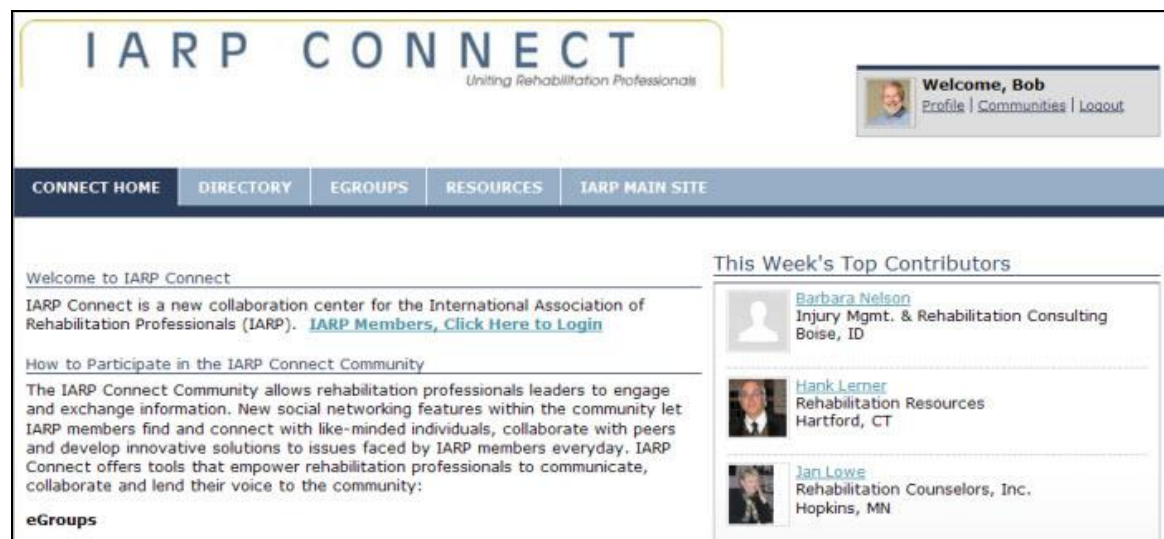 IARP CONNECT
Uniting Rehabilitation Professionals
Welcome, Bob
Profile | Communities | Logout
CONNECT HOME DIRECTORY EGROUPS RESOURCES IARP MAIN SITE
Welcome to IARP Connect
IARP Connect is a new collaboration center for the International Association of
Rehabilitation Professionals (IARP). IARP Members, Click Here to Login
How to Participate in the IARP Connect Community
The IARP Connect Community allows rehabilitation professionals leaders to engage
and exchange information. New social networking features within the community let
IARP members find and connect with like-minded individuals, collaborate with peers
and develop innovative solutions to issues faced by IARP members everyday. IARP
Connect offers tools that empower rehabilitation professionals to communicate,
collaborate and lend their voice to the community:
eGroups
This Week's Top Contributors
Barbara Nelson
Injury Mgmt. & Rehabilitation Consulting
Boise, ID
Hank Lerner
Rehabilitation Resources
Hartford, CT
Jan Lowe
Rehabilitation Counselors, Inc.
Hopkins, MN